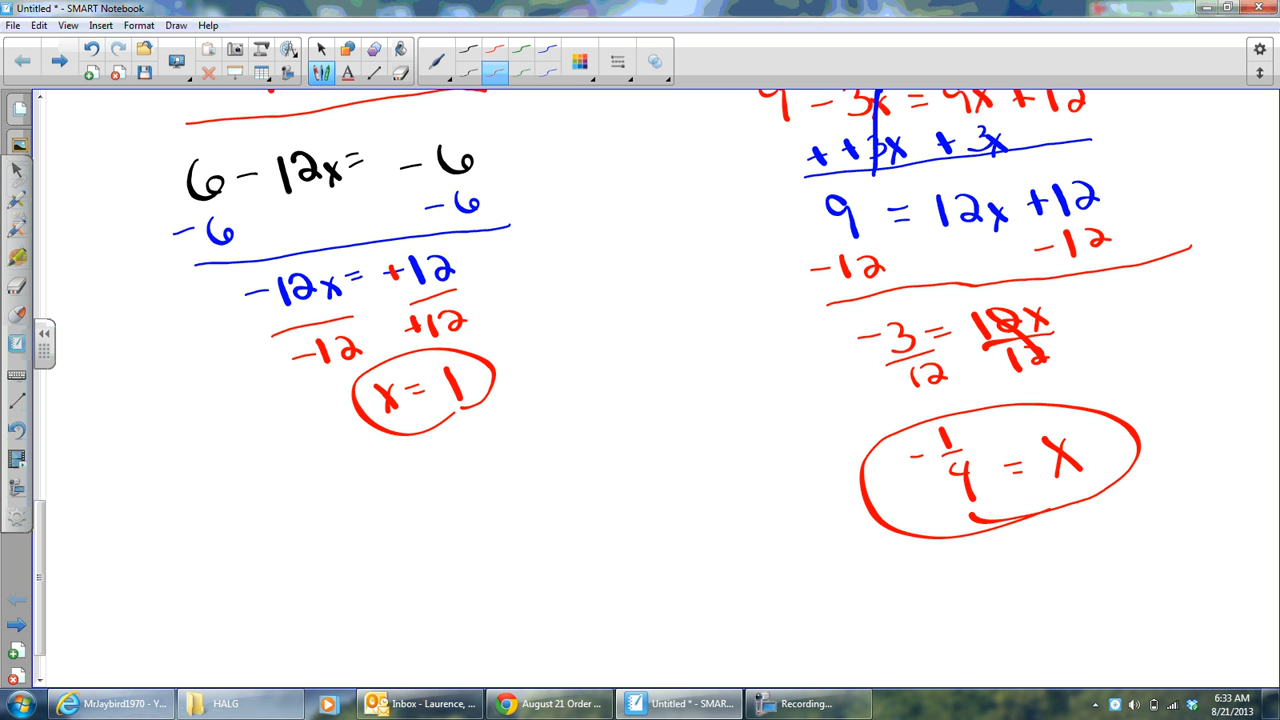 Untitled * - SMART Notebook
File Edit View Insert Format Draw Help
6 - 12x = - 6
-6 -6
-12x = +12
-12 +12
x = 1
9 - 3x = 9x + 12
+ +3x + 3x
9 = 12x + 12
-12 -12
-3 = 12x
12 12
- 1/4 = x
MrJaybird1970 - Y...
HALG
Inbox - Laurence, ...
August 21 Order ...
Untitled * - SMAR...
Recording...
6:33 AM
8/21/2013